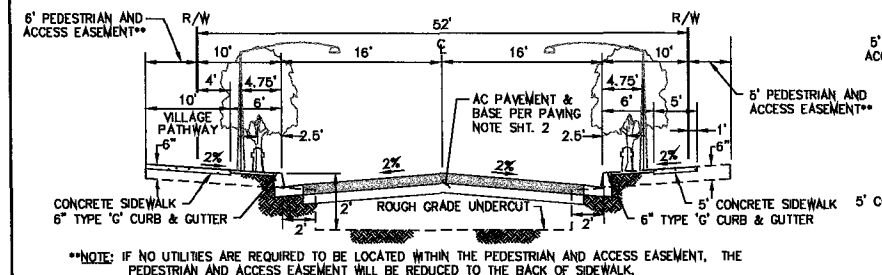 6' PEDESTRIAN AND
ACCESS EASEMENT**
R/W
52'
R/W
5'
10'
16'
℄
16'
10'
4'
4.75'
4.75'
5' PEDESTRIAN AND
ACCESS EASEMENT**
10'
6'
AC PAVEMENT &
BASE PER PAVING
NOTE SHT. 2
6'
5'
VILLAGE
PATHWAY
2.5'
2.5'
1'
6"
2%
2%
2%
2%
6"
CONCRETE SIDEWALK
6" TYPE 'G' CURB & GUTTER
2'
2'
ROUGH GRADE UNDERCUT
2'
5' CONCRETE SIDEWALK
6" TYPE 'G' CURB & GUTTER
5' C
**NOTE: IF NO UTILITIES ARE REQUIRED TO BE LOCATED WITHIN THE PEDESTRIAN AND ACCESS EASEMENT, THE
PEDESTRIAN AND ACCESS EASEMENT WILL BE REDUCED TO THE BACK OF SIDEWALK.